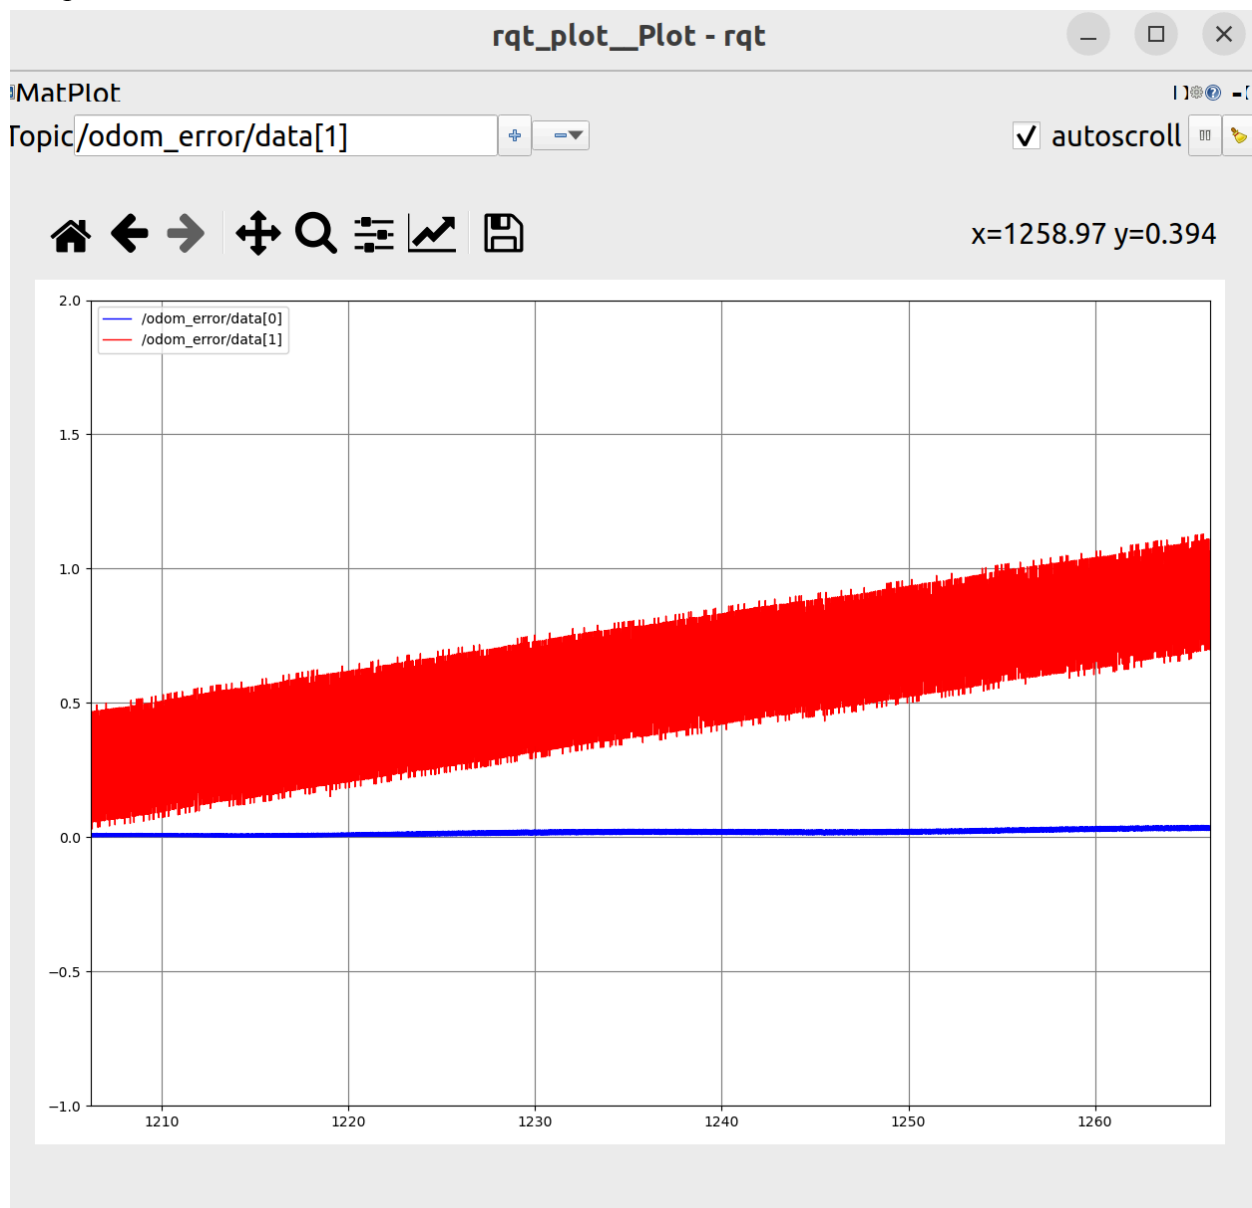 rqt_plot__Plot - rqt
MatPlot
Topic /odom_error/data[1]
autoscroll
x=1258.97 y=0.394
/odom_error/data[0]
/odom_error/data[1]
2.0
1.5
1.0
0.5
0.0
−0.5
−1.0
1210 1220 1230 1240 1250 1260